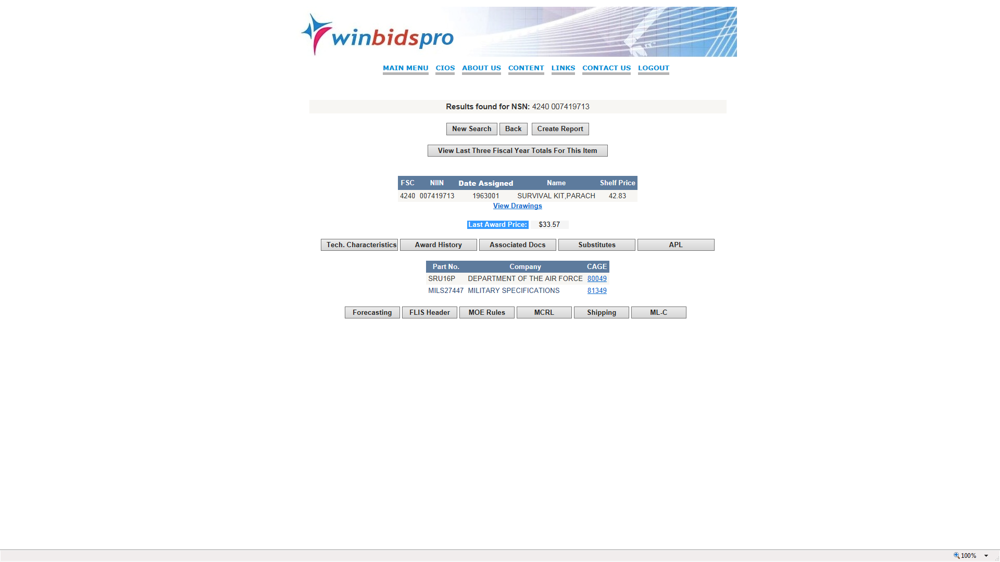 winbidspro
MAIN MENU CIOS ABOUT US CONTENT LINKS CONTACT US LOGOUT
Results found for NSN: 4240 007419713
New Search Back Create Report
View Last Three Fiscal Year Totals For This Item
FSC NIIN Date Assigned Name Shelf Price
4240 007419713 1963001 SURVIVAL KIT,PARACH 42.83
View Drawings
Last Award Price: $33.57
Tech. Characteristics Award History Associated Docs Substitutes APL
Part No. Company CAGE
SRU16P DEPARTMENT OF THE AIR FORCE 80049
MILS27447 MILITARY SPECIFICATIONS 81349
Forecasting FLIS Header MOE Rules MCRL Shipping ML-C
100%